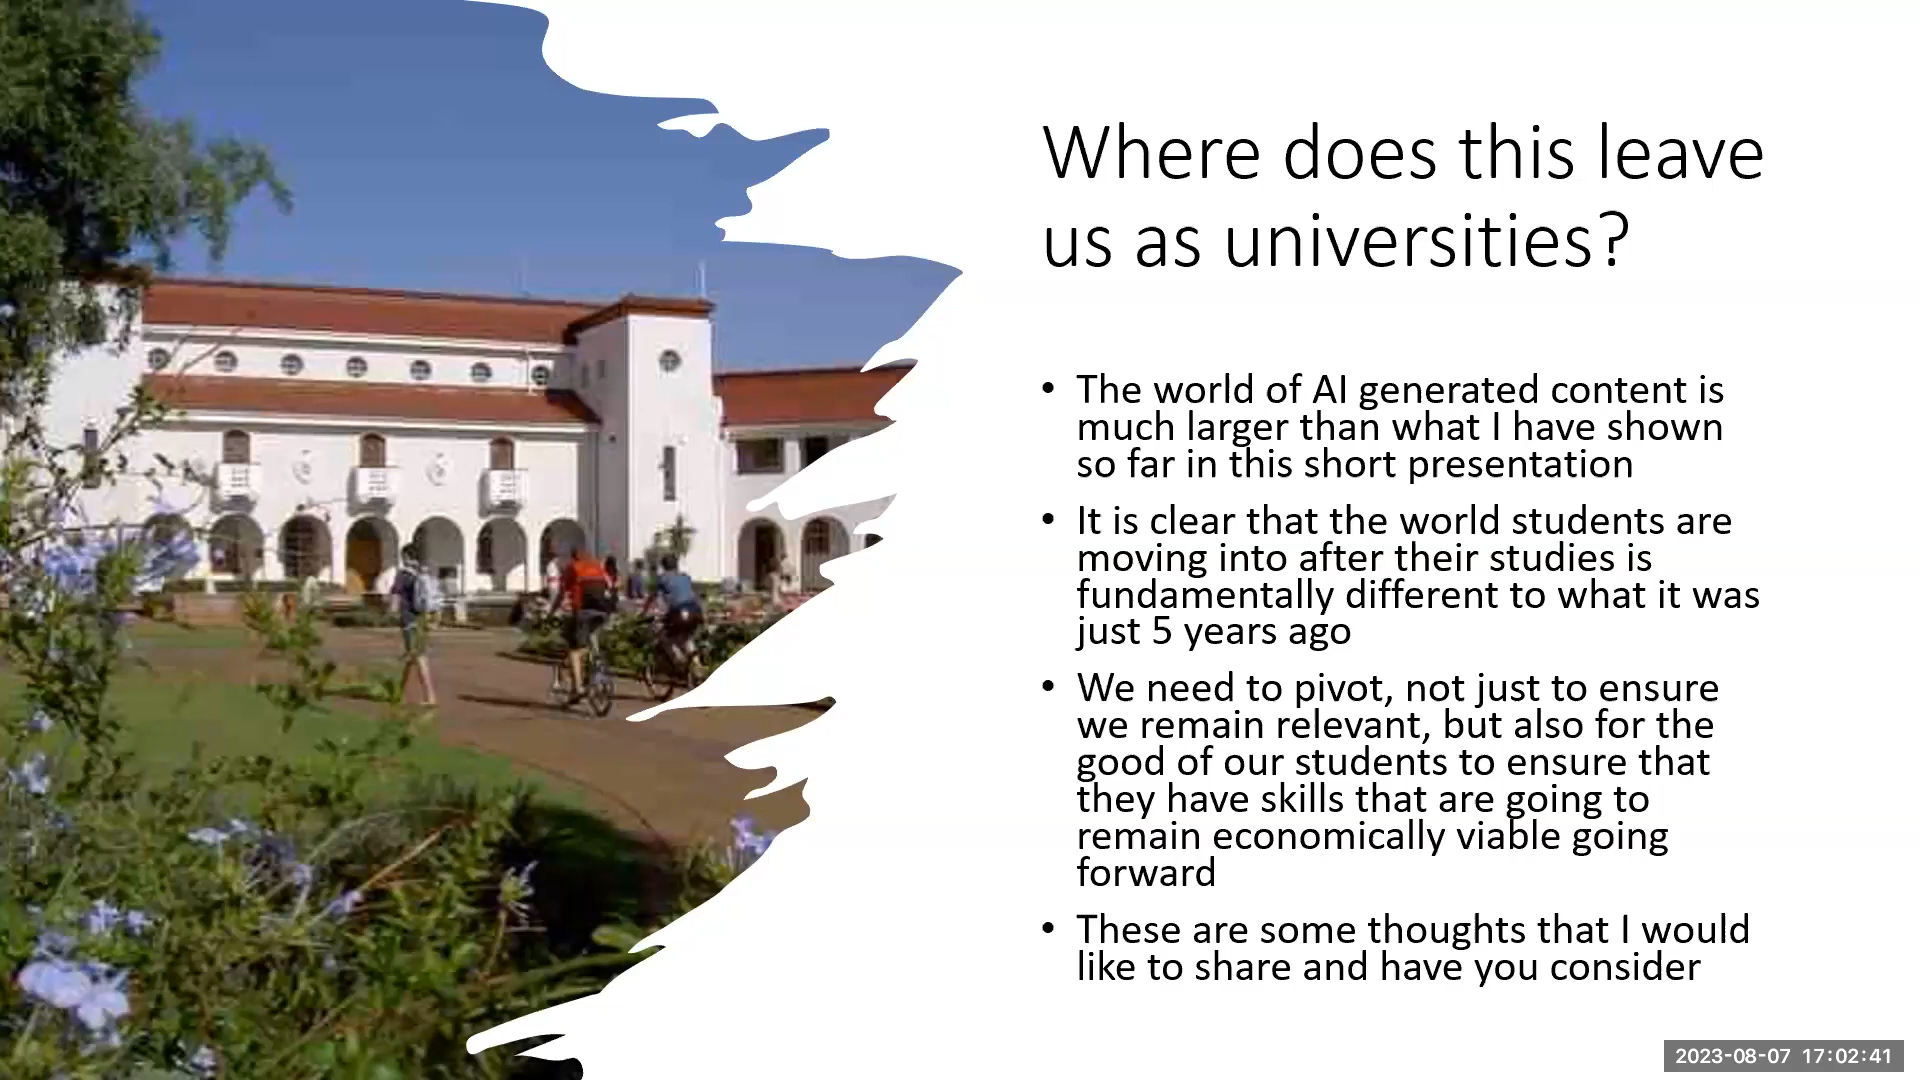 Where does this leave
us as universities?
• The world of AI generated content is
much larger than what I have shown
so far in this short presentation
• It is clear that the world students are
moving into after their studies is
fundamentally different to what it was
just 5 years ago
• We need to pivot, not just to ensure
we remain relevant, but also for the
good of our students to ensure that
they have skills that are going to
remain economically viable going
forward
• These are some thoughts that I would
like to share and have you consider
2023-08-07 17:02:41